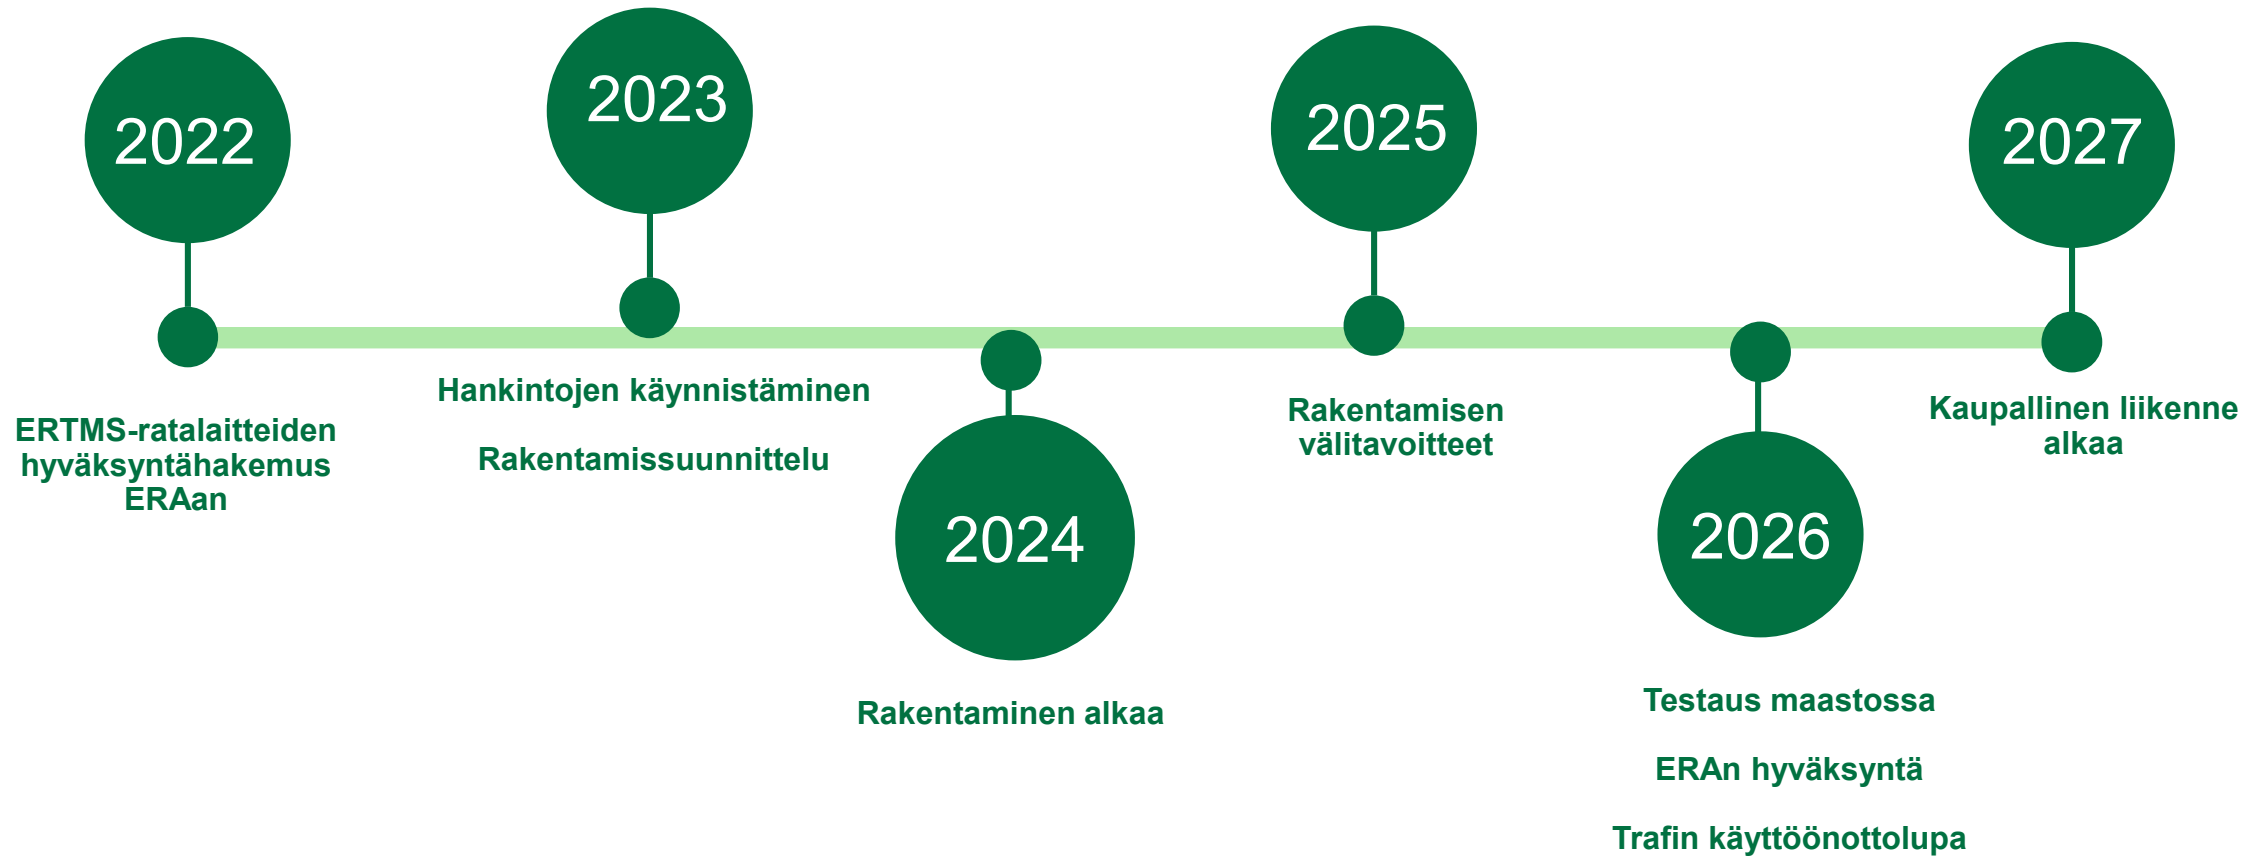 2022
ERTMS-ratalaitteiden
hyväksyntähakemus
ERAan
2023
Hankintojen käynnistäminen
Rakentamissuunnittelu
2024
Rakentaminen alkaa
2025
Rakentamisen
välitavoitteet
2026
Testaus maastossa
ERAn hyväksyntä
Trafin käyttöönottolupa
2027
Kaupallinen liikenne
alkaa